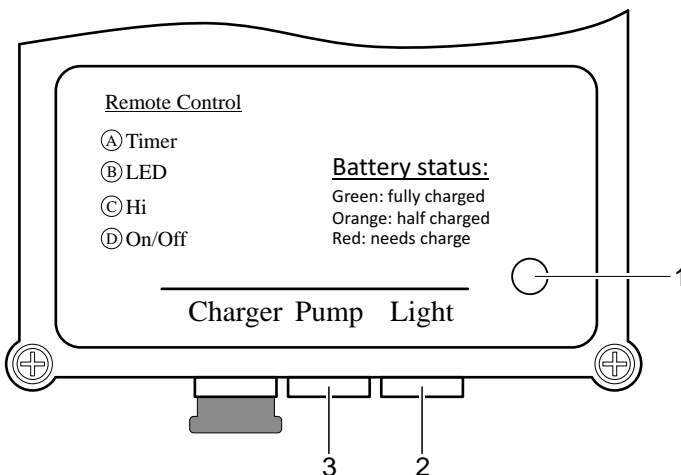 Remote Control
Ⓐ Timer
Ⓑ LED
Ⓒ Hi
Ⓓ On/Off
Battery status:
Green: fully charged
Orange: half charged
Red: needs charge
1
Charger Pump Light
3 2